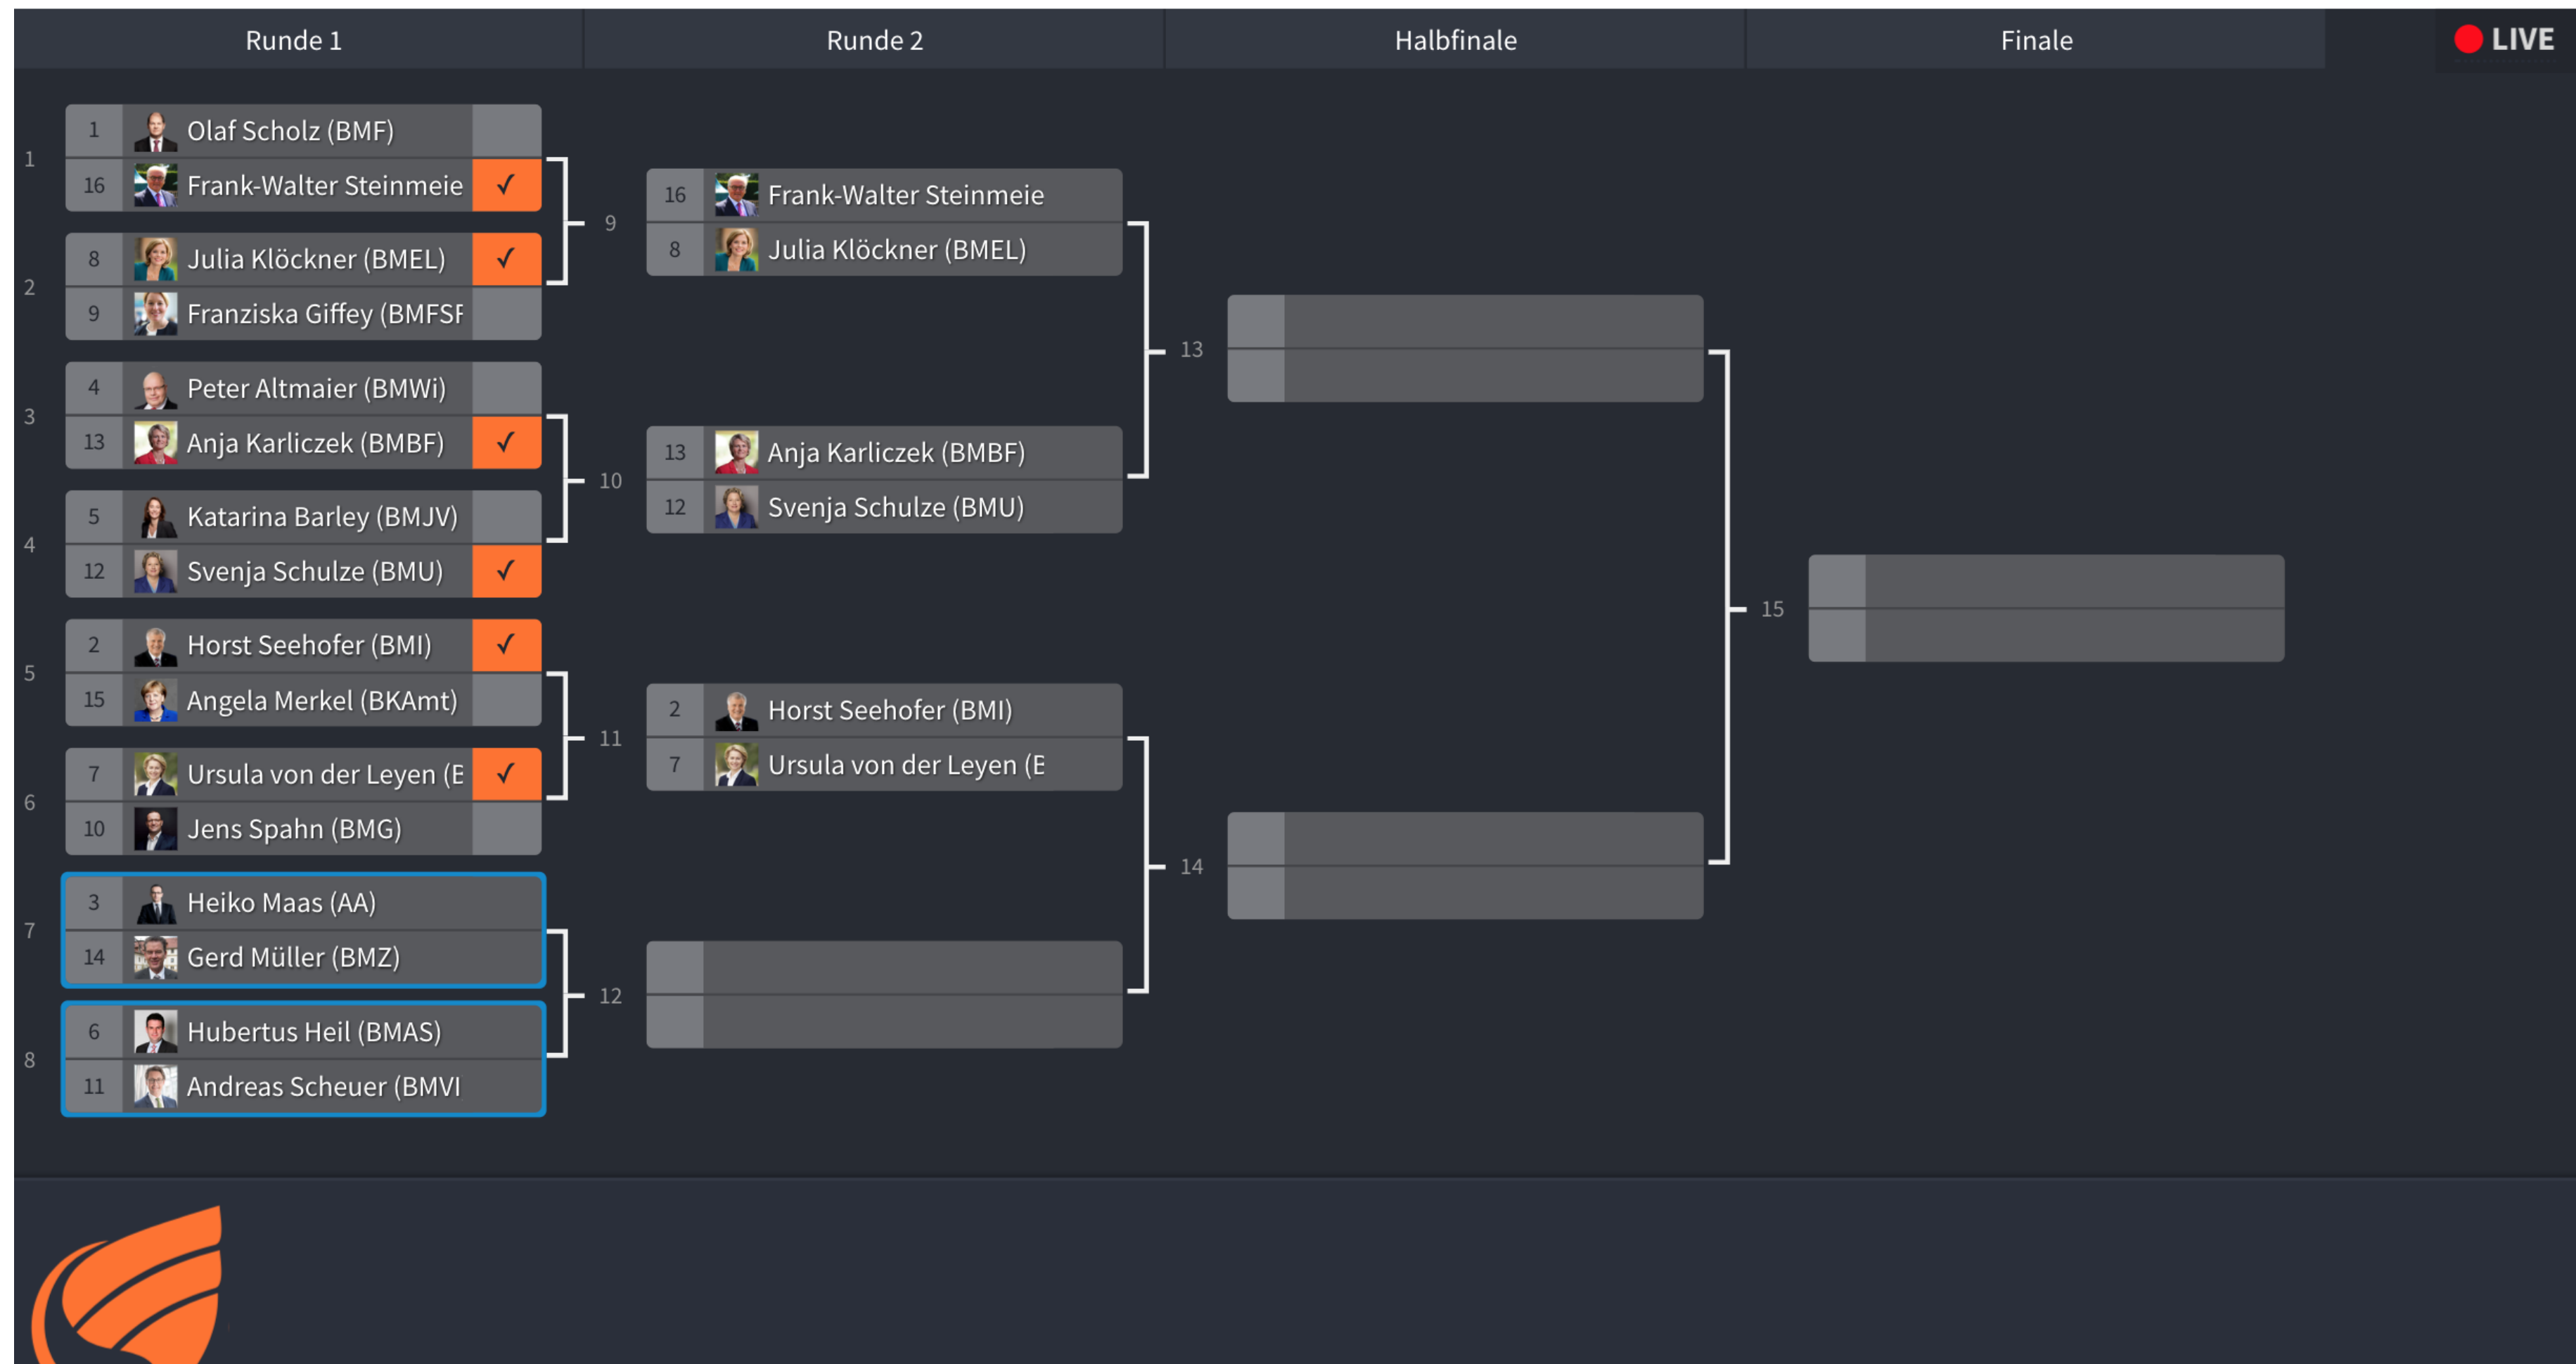 Runde 1
Runde 2
Halbfinale
Finale
LIVE
1
1 Olaf Scholz (BMF)
16 Frank-Walter Steinmeie ✓
2
8 Julia Klöckner (BMEL) ✓
9 Franziska Giffey (BMFSF
3
4 Peter Altmaier (BMWi)
13 Anja Karliczek (BMBF) ✓
4
5 Katarina Barley (BMJV)
12 Svenja Schulze (BMU) ✓
5
2 Horst Seehofer (BMI) ✓
15 Angela Merkel (BKAmt)
6
7 Ursula von der Leyen (E ✓
10 Jens Spahn (BMG)
7
3 Heiko Maas (AA)
14 Gerd Müller (BMZ)
8
6 Hubertus Heil (BMAS)
11 Andreas Scheuer (BMVI
9
16 Frank-Walter Steinmeie
8 Julia Klöckner (BMEL)
10
13 Anja Karliczek (BMBF)
12 Svenja Schulze (BMU)
11
2 Horst Seehofer (BMI)
7 Ursula von der Leyen (E
12
13
14
15